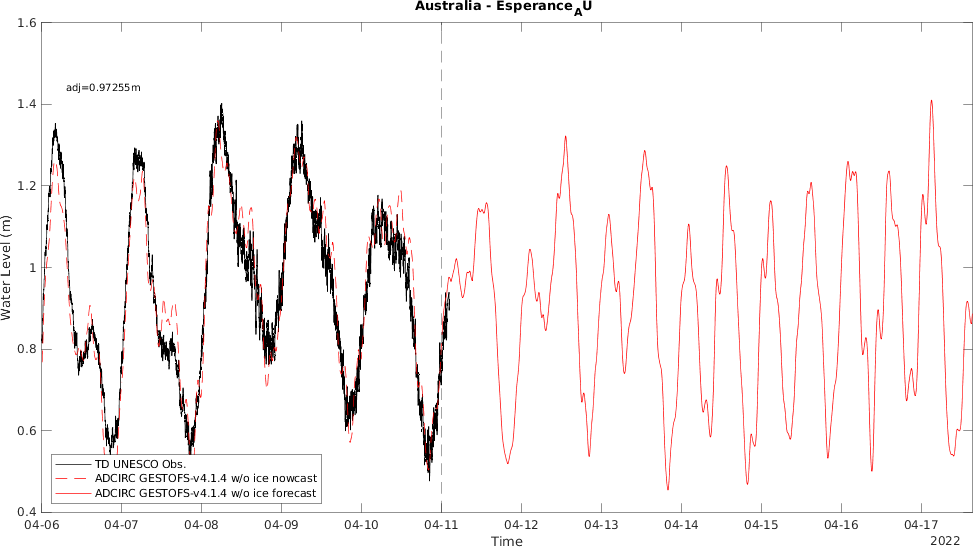 Australia - Esperance_AU
1.6
adj=0.97255m
1.4
1.2
1
0.8
0.6
0.4
Water Level (m)
TD UNESCO Obs.
ADCIRC GESTOFS-v4.1.4 w/o ice nowcast
ADCIRC GESTOFS-v4.1.4 w/o ice forecast
04-06 04-07 04-08 04-09 04-10 04-11 04-12 04-13 04-14 04-15 04-16 04-17
Time
2022